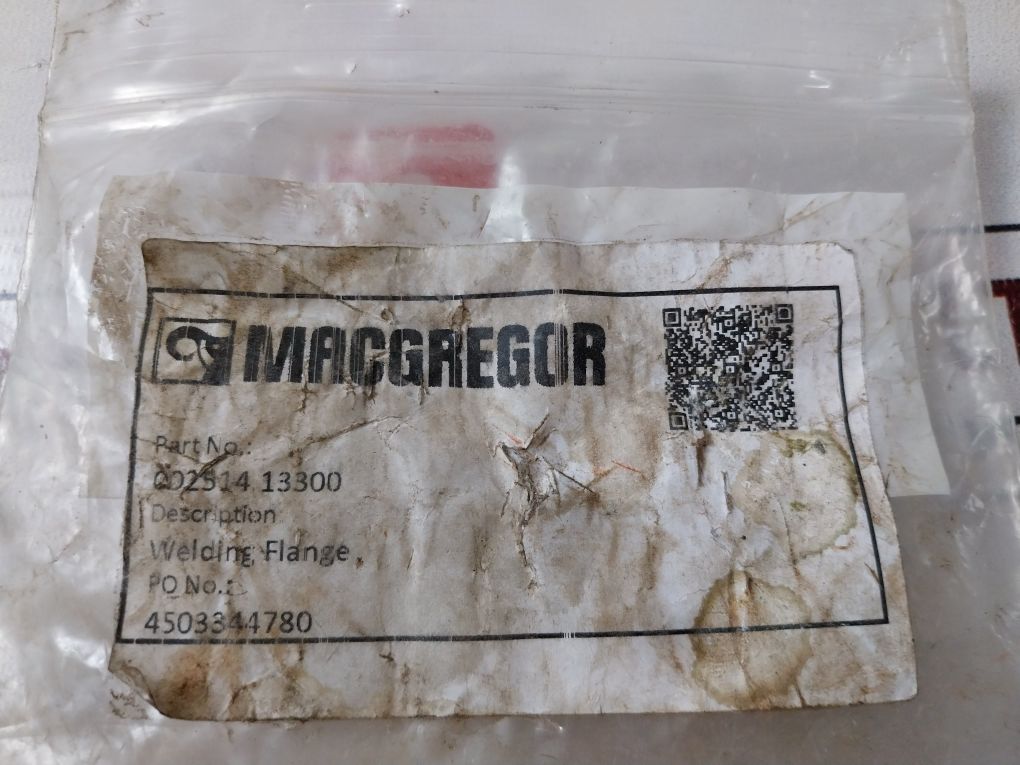 MACGREGOR
Part No.:
002514 13300
Description
Welding Flange
PO No.:
4503344780